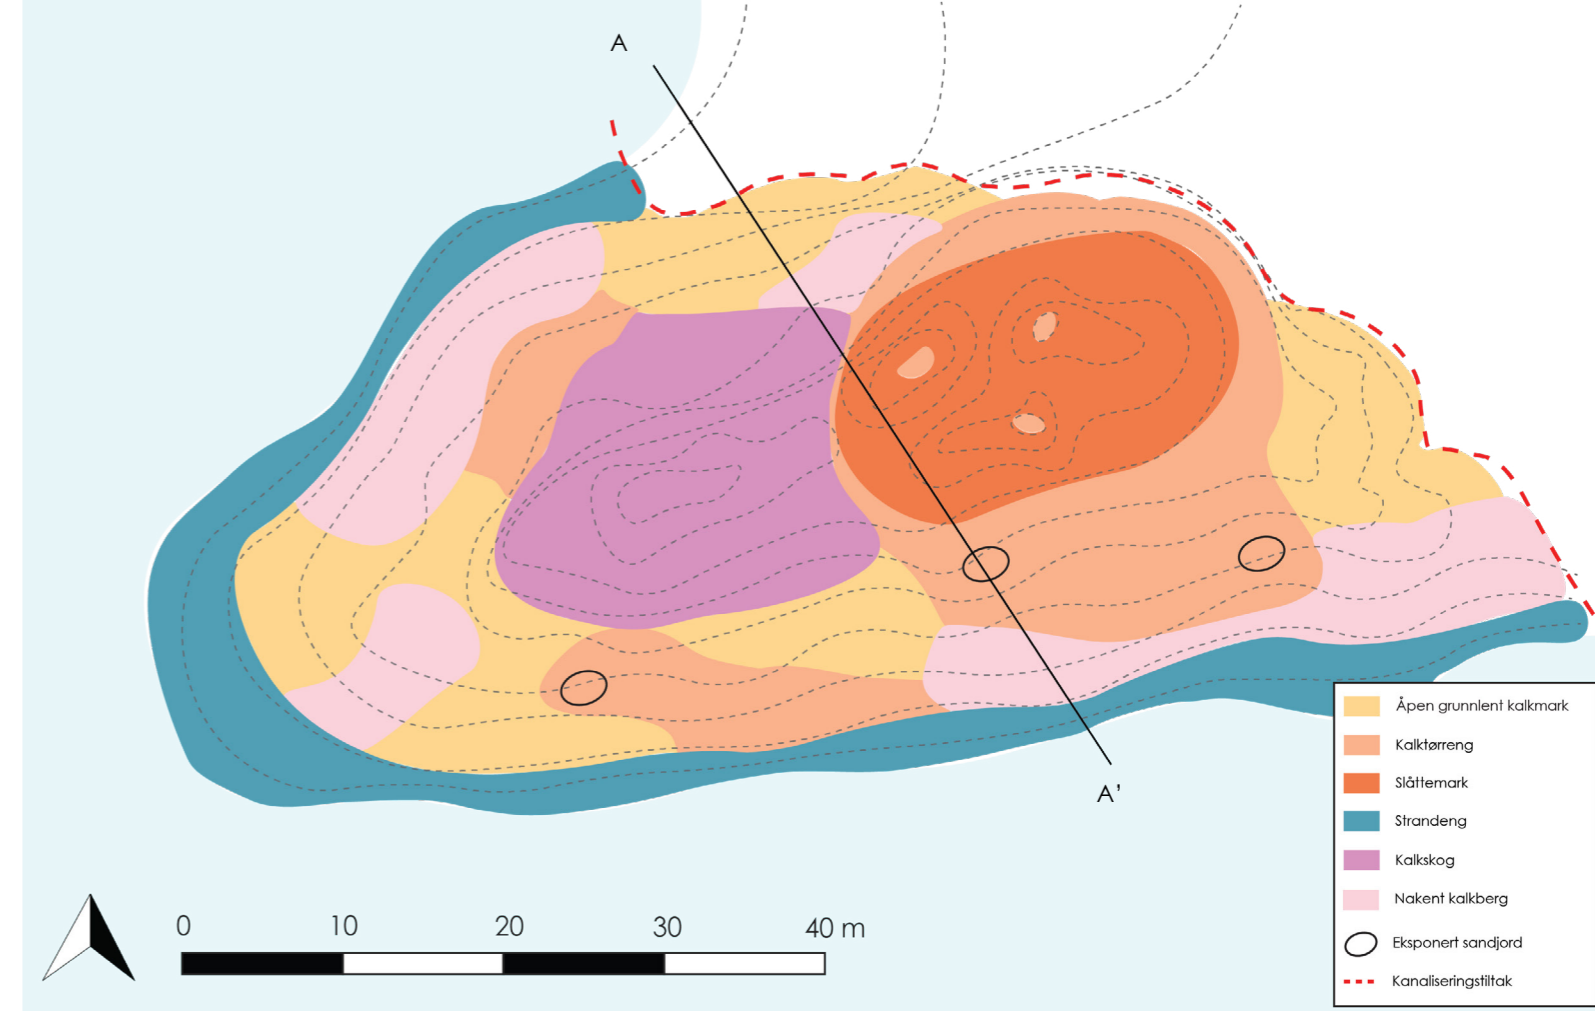 A
A'
Åpen grunnlent kalkmark
Kalktørreng
Slåttemark
Strandeng
Kalkskog
Nakent kalkberg
Eksponert sandjord
Kanaliseringstiltak
0 10 20 30 40 m